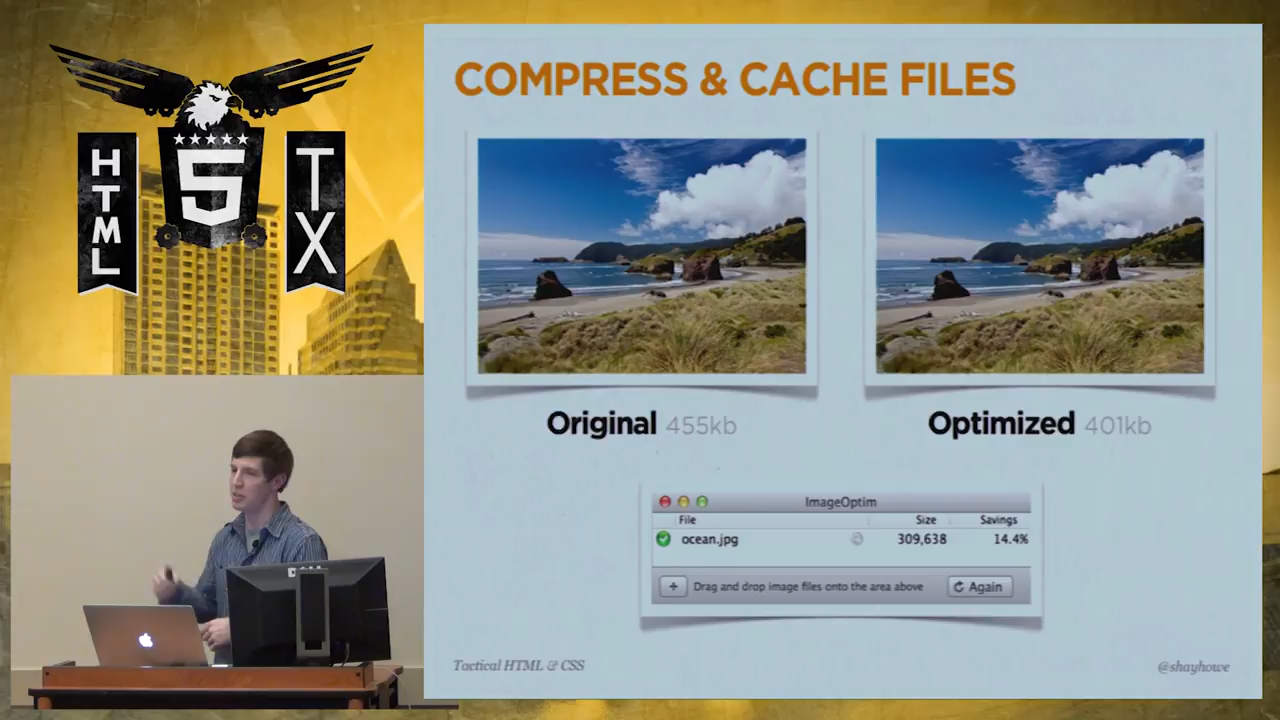 HTML
5
TX
COMPRESS & CACHE FILES
Original 455kb
Optimized 401kb
ImageOptim
File Size Savings
ocean.jpg 309,638 14.4%
+ Drag and drop image files onto the area above Again
Tactical HTML & CSS
@shayhowe